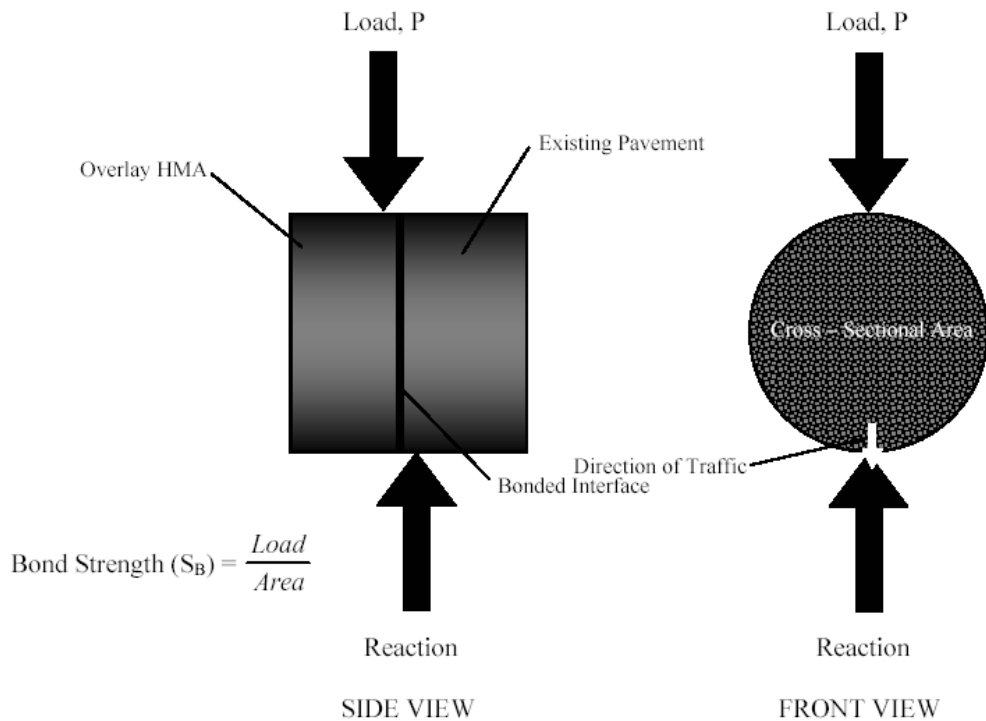 Load, P
Load, P
Overlay HMA
Existing Pavement
Cross – Sectional Area
Direction of Traffic
Bonded Interface
Bond Strength (SB) = Load
Area
Reaction
Reaction
SIDE VIEW
FRONT VIEW